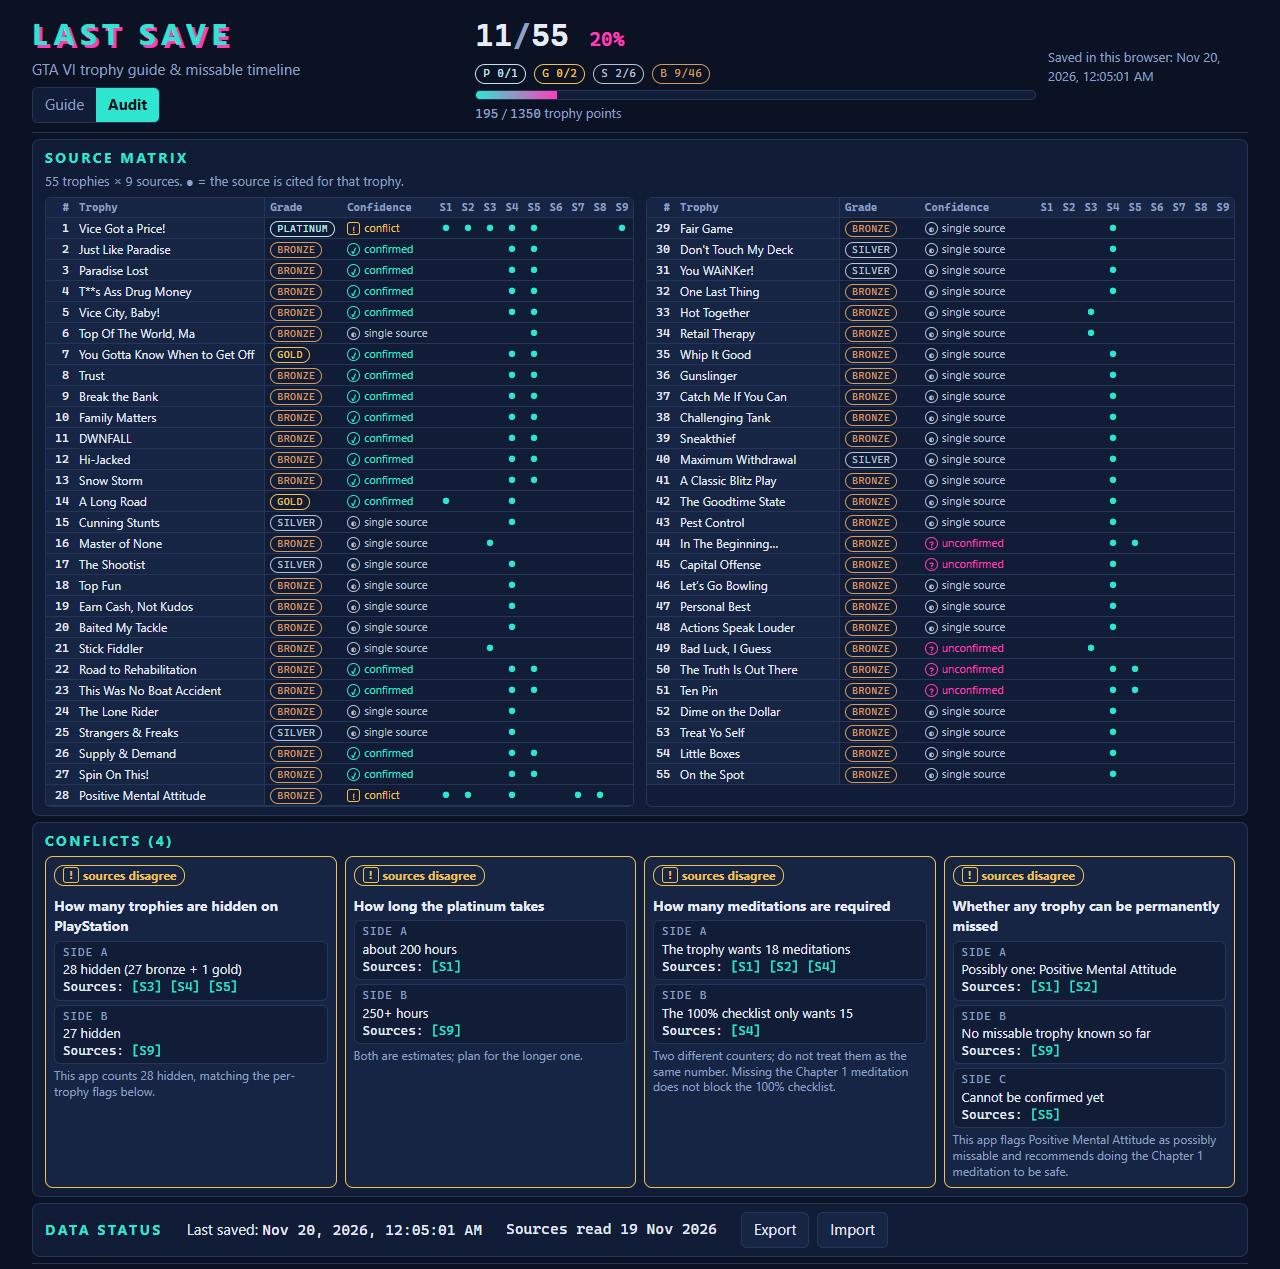 LAST SAVE
GTA VI trophy guide & missable timeline
Guide Audit
11/55 20%
P 0/1 G 0/2 S 2/6 B 9/46
195 / 1350 trophy points
Saved in this browser: Nov 20,
2026, 12:05:01 AM
SOURCE MATRIX
55 trophies × 9 sources. ● = the source is cited for that trophy.
# Trophy Grade Confidence S1 S2 S3 S4 S5 S6 S7 S8 S9
1 Vice Got a Price! PLATINUM ! conflict ● ● ● ● ● ●
2 Just Like Paradise BRONZE ✓ confirmed ● ●
3 Paradise Lost BRONZE ✓ confirmed ● ●
4 T**s Ass Drug Money BRONZE ✓ confirmed ● ●
5 Vice City, Baby! BRONZE ✓ confirmed ● ●
6 Top Of The World, Ma BRONZE ◐ single source ●
7 You Gotta Know When to Get Off GOLD ✓ confirmed ● ●
8 Trust BRONZE ✓ confirmed ● ●
9 Break the Bank BRONZE ✓ confirmed ● ●
10 Family Matters BRONZE ✓ confirmed ● ●
11 DWNFALL BRONZE ✓ confirmed ● ●
12 Hi-Jacked BRONZE ✓ confirmed ● ●
13 Snow Storm BRONZE ✓ confirmed ● ●
14 A Long Road GOLD ✓ confirmed ● ●
15 Cunning Stunts SILVER ◐ single source ●
16 Master of None BRONZE ◐ single source ●
17 The Shootist SILVER ◐ single source ●
18 Top Fun BRONZE ◐ single source ●
19 Earn Cash, Not Kudos BRONZE ◐ single source ●
20 Baited My Tackle BRONZE ◐ single source ●
21 Stick Fiddler BRONZE ◐ single source ●
22 Road to Rehabilitation BRONZE ✓ confirmed ● ●
23 This Was No Boat Accident BRONZE ✓ confirmed ● ●
24 The Lone Rider BRONZE ◐ single source ●
25 Strangers & Freaks SILVER ◐ single source ●
26 Supply & Demand BRONZE ✓ confirmed ● ●
27 Spin On This! BRONZE ✓ confirmed ● ●
28 Positive Mental Attitude BRONZE ! conflict ● ● ● ● ●
# Trophy Grade Confidence S1 S2 S3 S4 S5 S6 S7 S8 S9
29 Fair Game BRONZE ◐ single source ●
30 Don't Touch My Deck SILVER ◐ single source ●
31 You WAiNKer! SILVER ◐ single source ●
32 One Last Thing BRONZE ◐ single source ●
33 Hot Together BRONZE ◐ single source ●
34 Retail Therapy BRONZE ◐ single source ●
35 Whip It Good BRONZE ◐ single source ●
36 Gunslinger BRONZE ◐ single source ●
37 Catch Me If You Can BRONZE ◐ single source ●
38 Challenging Tank BRONZE ◐ single source ●
39 Sneakthief BRONZE ◐ single source ●
40 Maximum Withdrawal SILVER ◐ single source ●
41 A Classic Blitz Play BRONZE ◐ single source ●
42 The Goodtime State BRONZE ◐ single source ●
43 Pest Control BRONZE ◐ single source ●
44 In The Beginning... BRONZE ? unconfirmed ● ●
45 Capital Offense BRONZE ? unconfirmed ●
46 Let's Go Bowling BRONZE ◐ single source ●
47 Personal Best BRONZE ◐ single source ●
48 Actions Speak Louder BRONZE ◐ single source ●
49 Bad Luck, I Guess BRONZE ? unconfirmed ●
50 The Truth Is Out There BRONZE ? unconfirmed ● ●
51 Ten Pin BRONZE ? unconfirmed ● ●
52 Dime on the Dollar BRONZE ◐ single source ●
53 Treat Yo Self BRONZE ◐ single source ●
54 Little Boxes BRONZE ◐ single source ●
55 On the Spot BRONZE ◐ single source ●
CONFLICTS (4)
! sources disagree
How many trophies are hidden on
PlayStation
SIDE A
28 hidden (27 bronze + 1 gold)
Sources: [S3] [S4] [S5]
SIDE B
27 hidden
Sources: [S9]
This app counts 28 hidden, matching the per-
trophy flags below.
! sources disagree
How long the platinum takes
SIDE A
about 200 hours
Sources: [S1]
SIDE B
250+ hours
Sources: [S9]
Both are estimates; plan for the longer one.
! sources disagree
How many meditations are required
SIDE A
The trophy wants 18 meditations
Sources: [S1] [S2] [S4]
SIDE B
The 100% checklist only wants 15
Sources: [S4]
Two different counters; do not treat them as the
same number. Missing the Chapter 1 meditation
does not block the 100% checklist.
! sources disagree
Whether any trophy can be permanently
missed
SIDE A
Possibly one: Positive Mental Attitude
Sources: [S1] [S2]
SIDE B
No missable trophy known so far
Sources: [S9]
SIDE C
Cannot be confirmed yet
Sources: [S5]
This app flags Positive Mental Attitude as possibly
missable and recommends doing the Chapter 1
meditation to be safe.
DATA STATUS Last saved: Nov 20, 2026, 12:05:01 AM Sources read 19 Nov 2026 Export Import